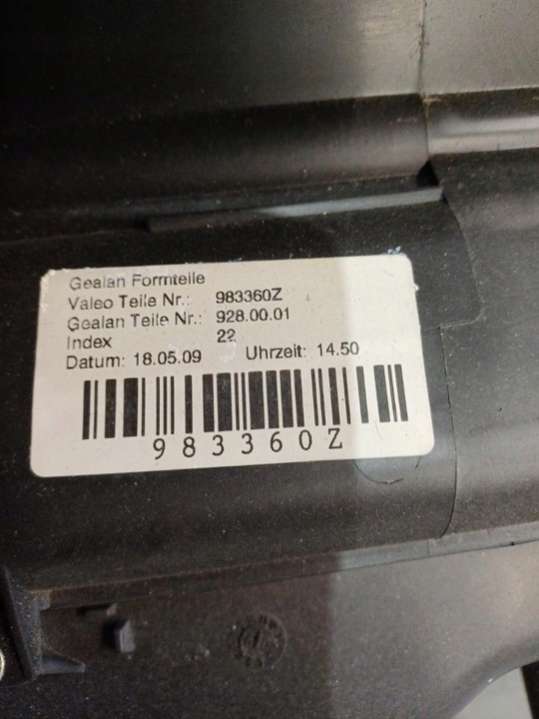 Gealan Formteile
Valeo Teile Nr.: 983360Z
Gealan Teile Nr.: 928.00.01
Index 22
Datum: 18.05.09 Uhrzeit: 14.50
983360Z